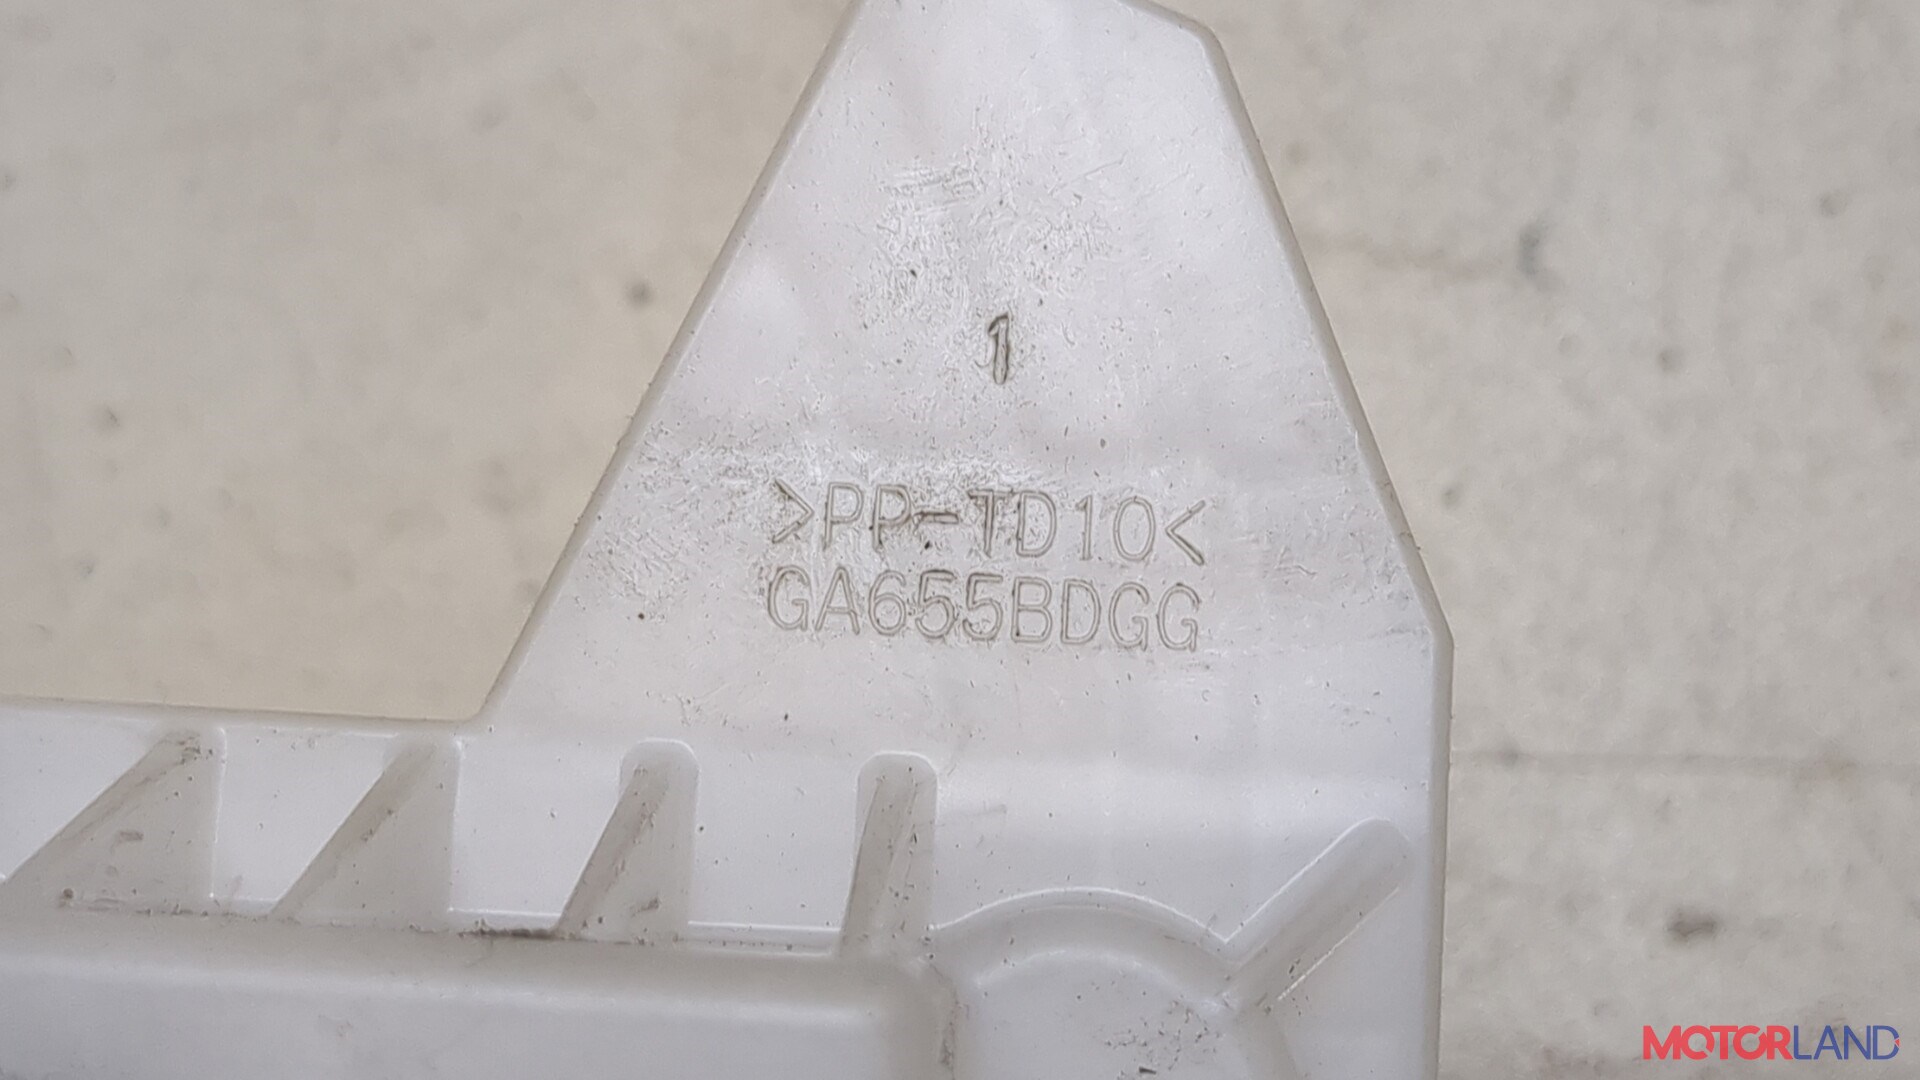 1
>PP-TD10<
GA655BDGG
MOTORLAND